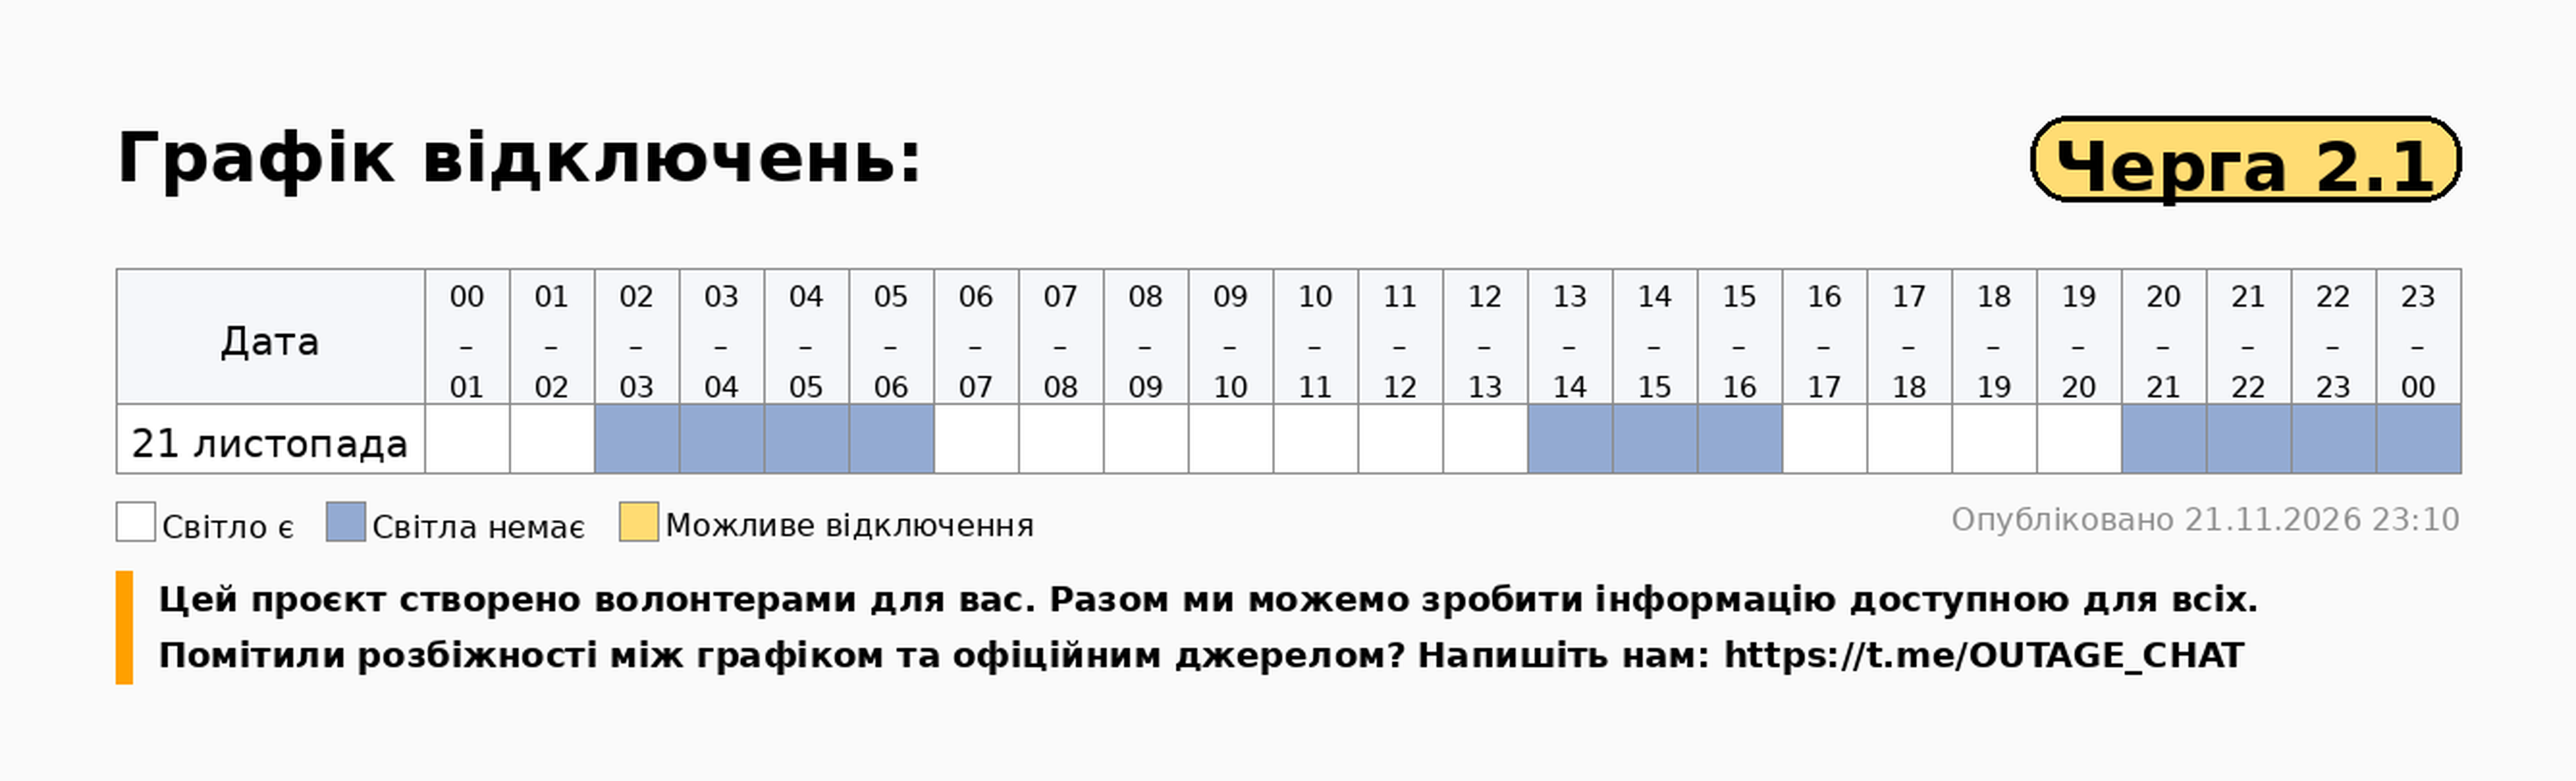 Графік відключень:
Черга 2.1
Дата
00 – 01
01 – 02
02 – 03
03 – 04
04 – 05
05 – 06
06 – 07
07 – 08
08 – 09
09 – 10
10 – 11
11 – 12
12 – 13
13 – 14
14 – 15
15 – 16
16 – 17
17 – 18
18 – 19
19 – 20
20 – 21
21 – 22
22 – 23
23 – 00
21 листопада
Світло є
Світла немає
Можливе відключення
Опубліковано 21.11.2026 23:10
Цей проєкт створено волонтерами для вас. Разом ми можемо зробити інформацію доступною для всіх.
Помітили розбіжності між графіком та офіційним джерелом? Напишіть нам: https://t.me/OUTAGE_CHAT